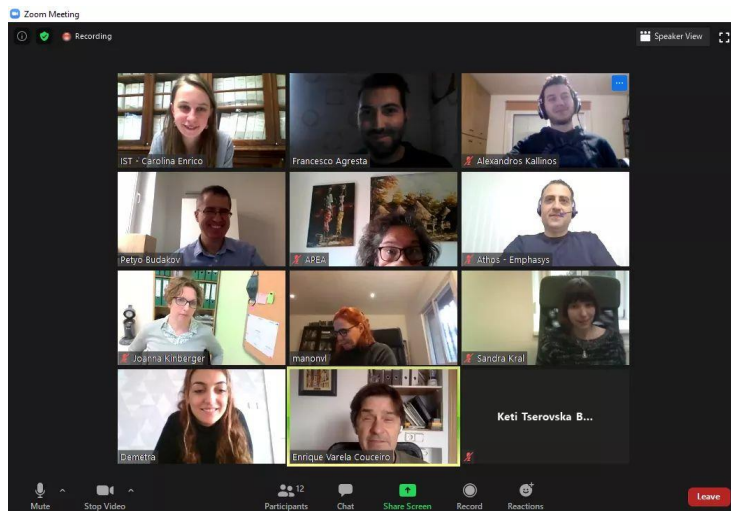 Zoom Meeting
Recording
Speaker View
IST - Carolina Enrico
Francesco Agresta
Alexandros Kallinos
Petyo Budakov
APEA
Athos - Emphasys
Joanna Kinberger
manonvl
Sandra Kral
Demetra
Enrique Varela Couceiro
Keti Tserovska B...
12
Mute
Stop Video
Participants
Chat
Share Screen
Record
Reactions
Leave